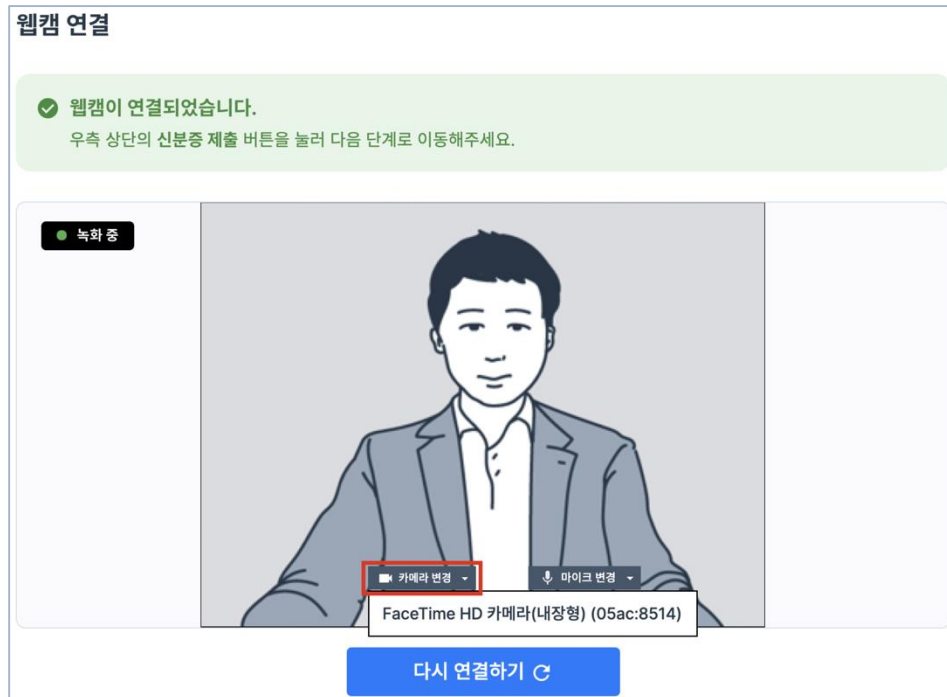 웹캠 연결
웹캠이 연결되었습니다.
우측 상단의 신분증 제출 버튼을 눌러 다음 단계로 이동해주세요.
녹화 중
카메라 변경
마이크 변경
FaceTime HD 카메라(내장형) (05ac:8514)
다시 연결하기